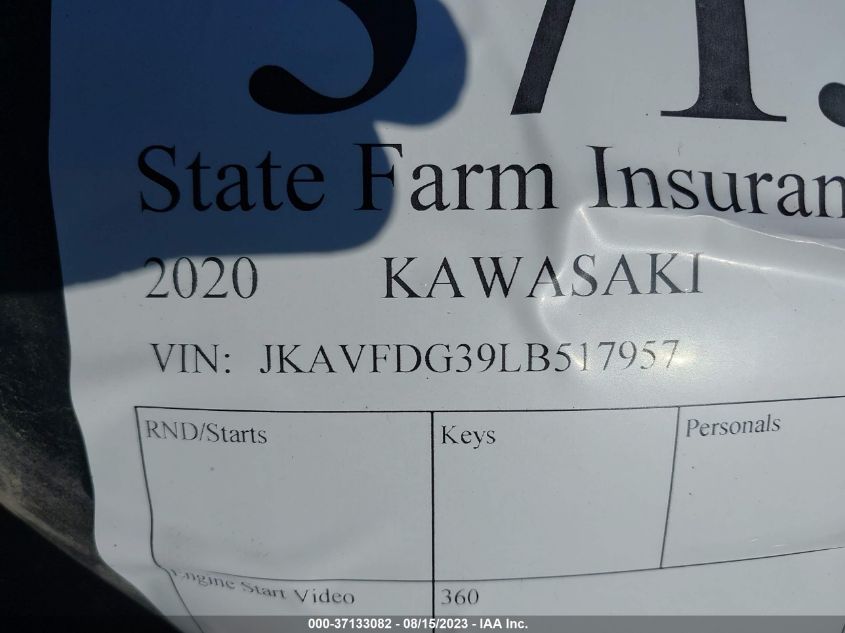 State Farm Insuran
2020 KAWASAKI
VIN: JKAVFDG39LB517957
RND/Starts Keys Personals
Engine Start Video 360
000-37133082 - 08/15/2023 - IAA Inc.